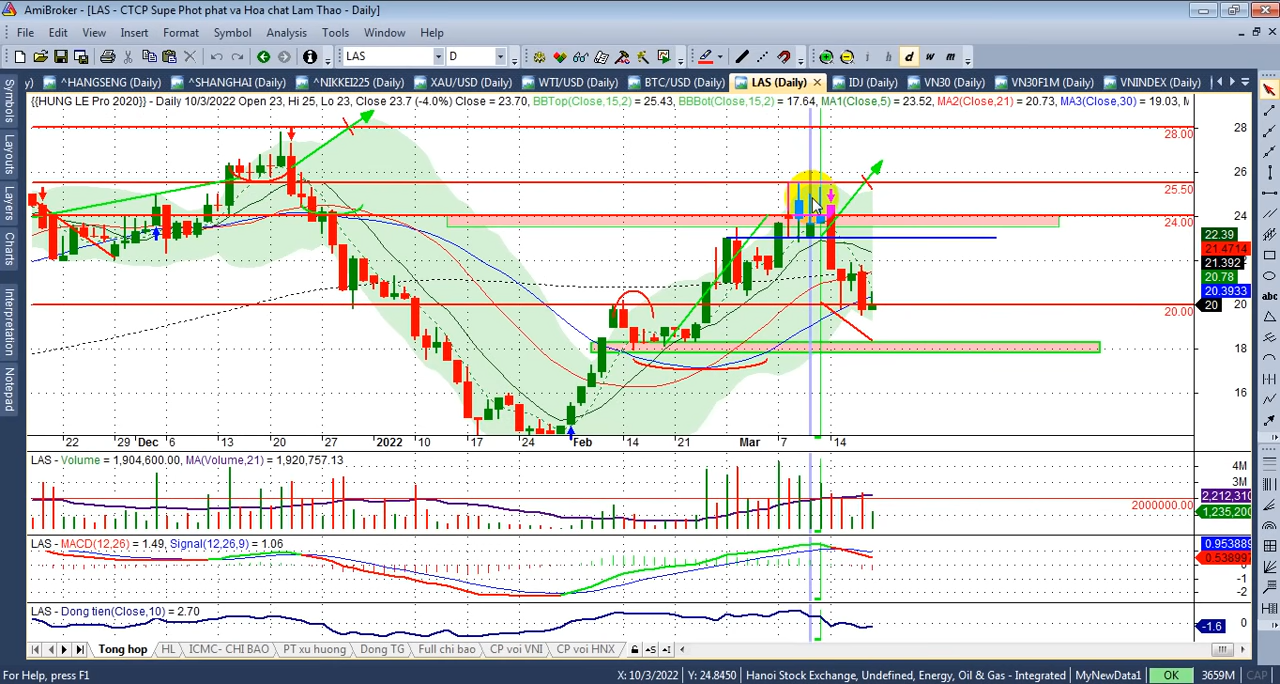 AmiBroker - [LAS - CTCP Supe Phot phat va Hoa chat Lam Thao - Daily]
File Edit View Insert Format Symbol Analysis Tools Window Help
LAS D i h d w m
^HANGSENG (Daily) ^SHANGHAI (Daily) ^NIKKEI225 (Daily) XAU/USD (Daily) WTI/USD (Daily) BTC/USD (Daily) LAS (Daily) IDJ (Daily) VN30 (Daily) VN30F1M (Daily) VNINDEX (Daily)
{{HUNG LE Pro 2020}} - Daily 10/3/2022 Open 23, Hi 25, Lo 23, Close 23.7 (-4.0%) Close = 23.70, BBTop(Close,15,2) = 25.43, BBBot(Close,15,2) = 17.64, MA1(Close,5) = 23.52, MA2(Close,21) = 20.73, MA3(Close,30) = 19.03, M
Symbols
Layouts
Layers
Charts
Interpretation
Notepad
abc
28
28.00
26
25.50
24
24.00
22.39
21.4714
21.392
20.78
20.3933
20
20
20.00
18
16
22 29 Dec 6 13 20 27 2022 10 17 24 Feb 14 21 Mar 7 14
LAS - Volume = 1,904,600.00, MA(Volume,21) = 1,920,757.13
4M
3M
2,212,310
2000000.00
1,235,200
LAS - MACD(12,26) = 1.49, Signal(12,26,9) = 1.06
0.953889
0.538997
0
-1
-2
LAS - Dong tien(Close,10) = 2.70
-1.6
0
Tong hop HL ICMC- CHI BAO PT xu huong Dong TG Full chi bao CP voi VNI CP voi HNX
For Help, press F1 X: 10/3/2022 Y: 24.8450 Hanoi Stock Exchange, Undefined, Energy, Oil & Gas - Integrated MyNewData1 OK 3659M CAP